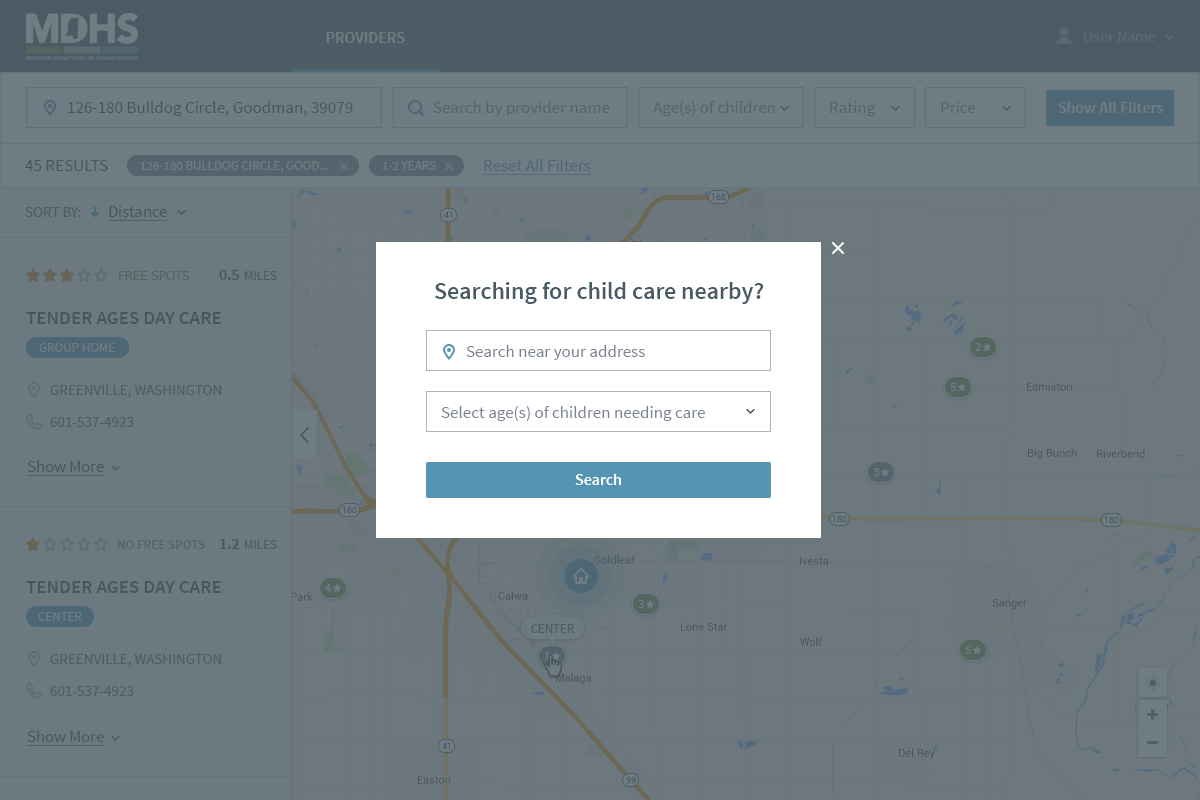 MDHS
MISSISSIPPI DEPARTMENT OF HUMAN SERVICES
PROVIDERS
User Name
126-180 Bulldog Circle, Goodman, 39079
Search by provider name
Age(s) of children
Rating
Price
Show All Filters
45 RESULTS
126-180 BULLDOG CIRCLE, GOOD...
1-2 YEARS
Reset All Filters
SORT BY:
Distance
FREE SPOTS
0.5 MILES
TENDER AGES DAY CARE
GROUP HOME
GREENVILLE, WASHINGTON
601-537-4923
Show More
NO FREE SPOTS
1.2 MILES
TENDER AGES DAY CARE
CENTER
GREENVILLE, WASHINGTON
601-537-4923
Show More
Searching for child care nearby?
Search near your address
Select age(s) of children needing care
Search
168
41
2
5
Edmiston
Big Bunch
Riverbend
3
180
180
180
Goldleaf
Ivesta
4
Park
Calwa
3
Sanger
CENTER
Lone Star
Wolf
5
Malaga
41
Del Rey
Easton
99